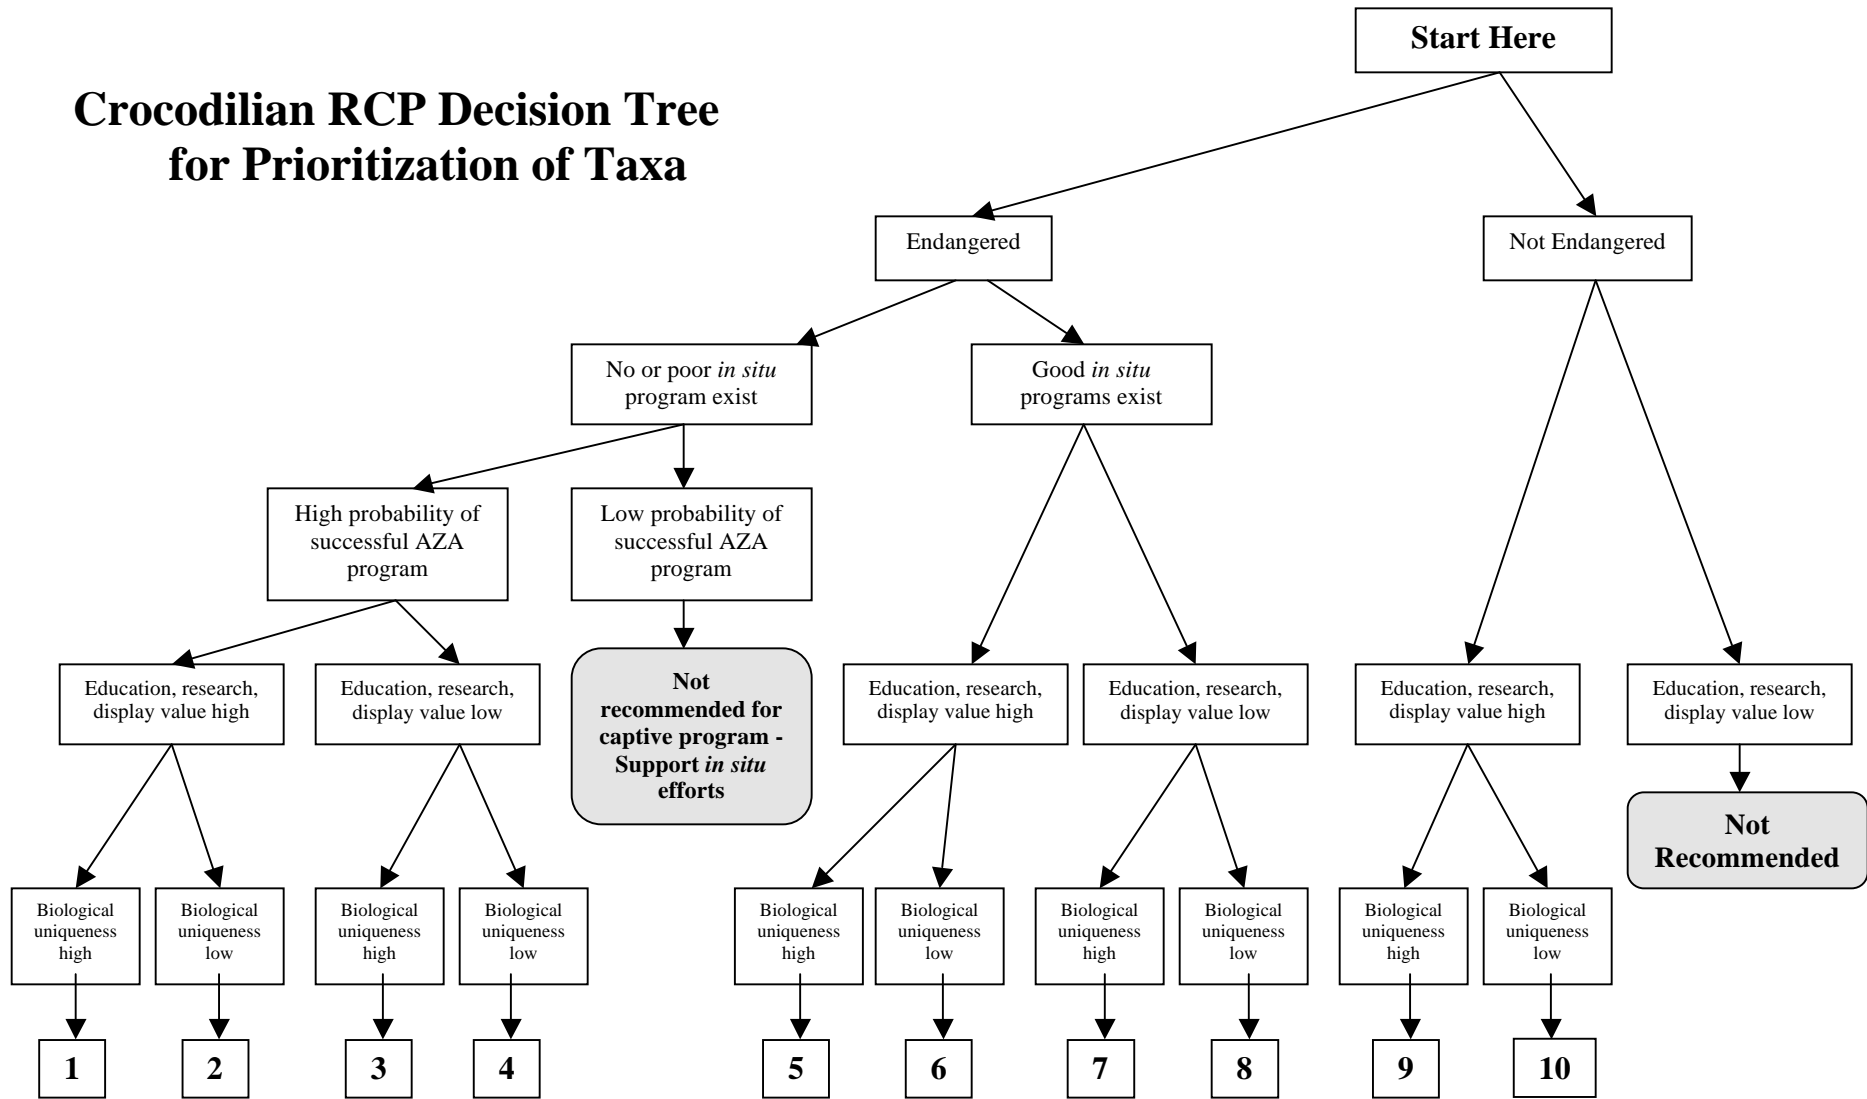 Start Here
Crocodilian RCP Decision Tree
for Prioritization of Taxa
Endangered
Not Endangered
No or poor in situ
program exist
Good in situ
programs exist
High probability of
successful AZA
program
Low probability of
successful AZA
program
Education, research,
display value high
Education, research,
display value low
Not
recommended for
captive program -
Support in situ
efforts
Education, research,
display value high
Education, research,
display value low
Education, research,
display value high
Education, research,
display value low
Not
Recommended
Biological
uniqueness
high
Biological
uniqueness
low
Biological
uniqueness
high
Biological
uniqueness
low
Biological
uniqueness
high
Biological
uniqueness
low
Biological
uniqueness
high
Biological
uniqueness
low
Biological
uniqueness
high
Biological
uniqueness
low
1
2
3
4
5
6
7
8
9
10